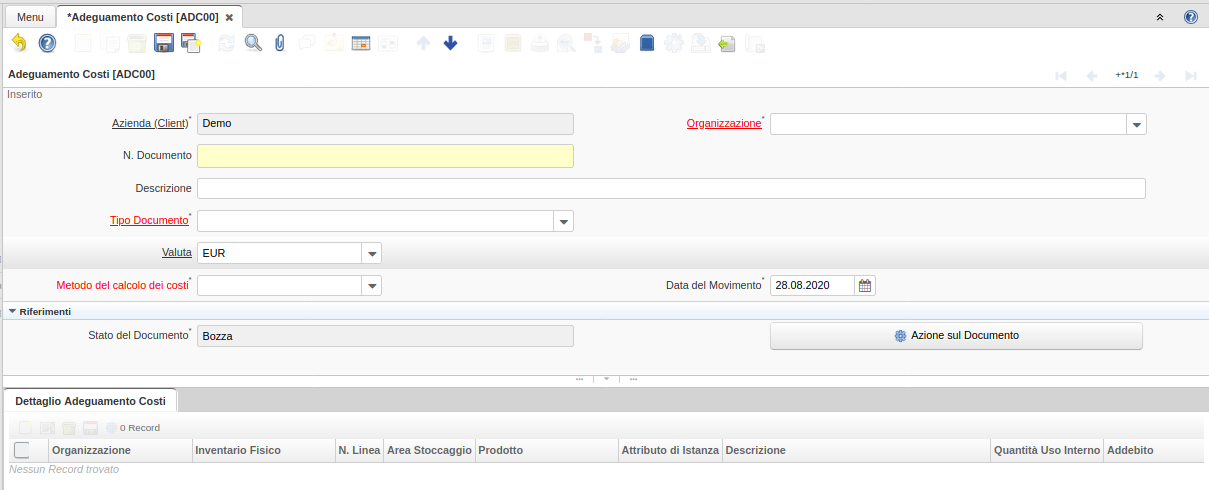 Menu *Adeguamento Costi [ADC00]
Adeguamento Costi [ADC00] +*1/1
Inserito
Azienda (Client)* Demo Organizzazione*
N. Documento
Descrizione
Tipo Documento*
Valuta EUR
Metodo del calcolo dei costi* Data del Movimento* 28.08.2020
Riferimenti
Stato del Documento* Bozza Azione sul Documento
Dettaglio Adeguamento Costi
0 Record
Organizzazione Inventario Fisico N. Linea Area Stoccaggio Prodotto Attributo di Istanza Descrizione Quantità Uso Interno Addebito
Nessun Record trovato